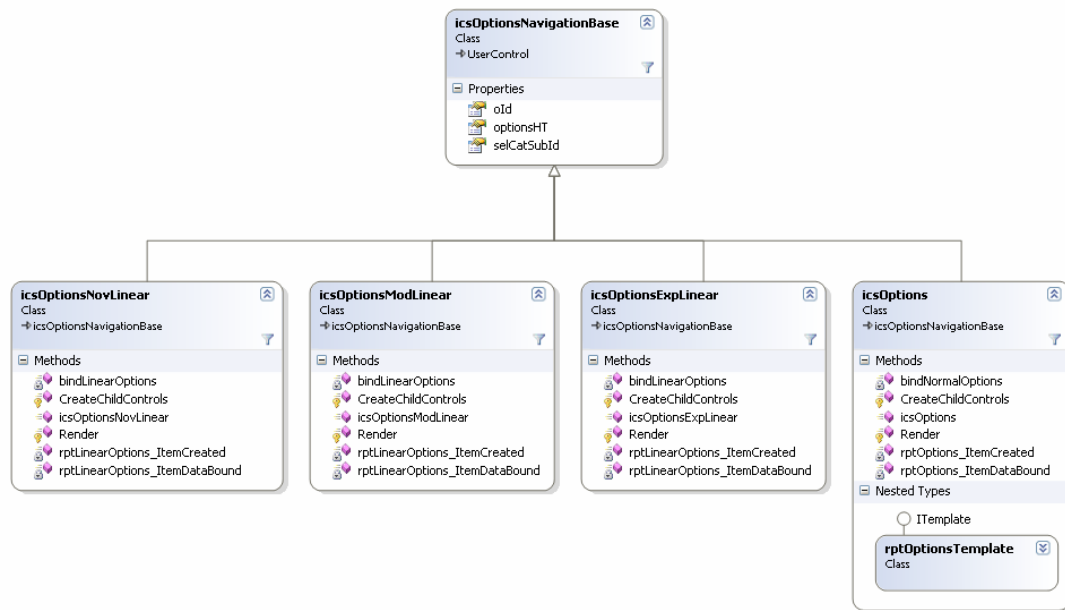 icsOptionsNavigationBase
Class
UserControl
Properties
oId
optionsHT
selCatSubId
icsOptionsNovLinear
Class
icsOptionsNavigationBase
Methods
bindLinearOptions
CreateChildControls
icsOptionsNovLinear
Render
rptLinearOptions_ItemCreated
rptLinearOptions_ItemDataBound
icsOptionsModLinear
Class
icsOptionsNavigationBase
Methods
bindLinearOptions
CreateChildControls
icsOptionsModLinear
Render
rptLinearOptions_ItemCreated
rptLinearOptions_ItemDataBound
icsOptionsExpLinear
Class
icsOptionsNavigationBase
Methods
bindLinearOptions
CreateChildControls
icsOptionsExpLinear
Render
rptLinearOptions_ItemCreated
rptLinearOptions_ItemDataBound
icsOptions
Class
icsOptionsNavigationBase
Methods
bindNormalOptions
CreateChildControls
icsOptions
Render
rptOptions_ItemCreated
rptOptions_ItemDataBound
Nested Types
ITemplate
rptOptionsTemplate
Class